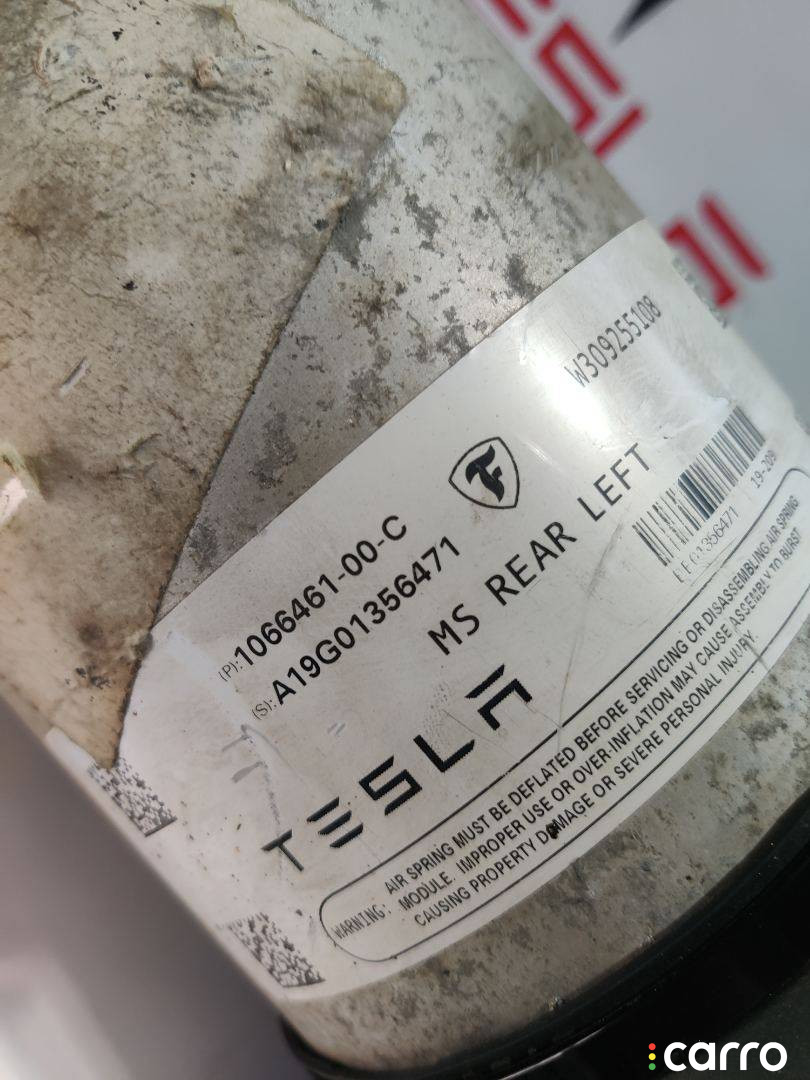 W309255108
(P):1066461-00-C
(S):A19G01356471
MS REAR LEFT
19-208
TESLA
WARNING:
AIR SPRING MUST BE DEFLATED BEFORE SERVICING OR DISASSEMBLING AIR SPRING
MODULE. IMPROPER USE OR OVER-INFLATION MAY CAUSE ASSEMBLY TO BURST
CAUSING PROPERTY DAMAGE OR SEVERE PERSONAL INJURY.
carro